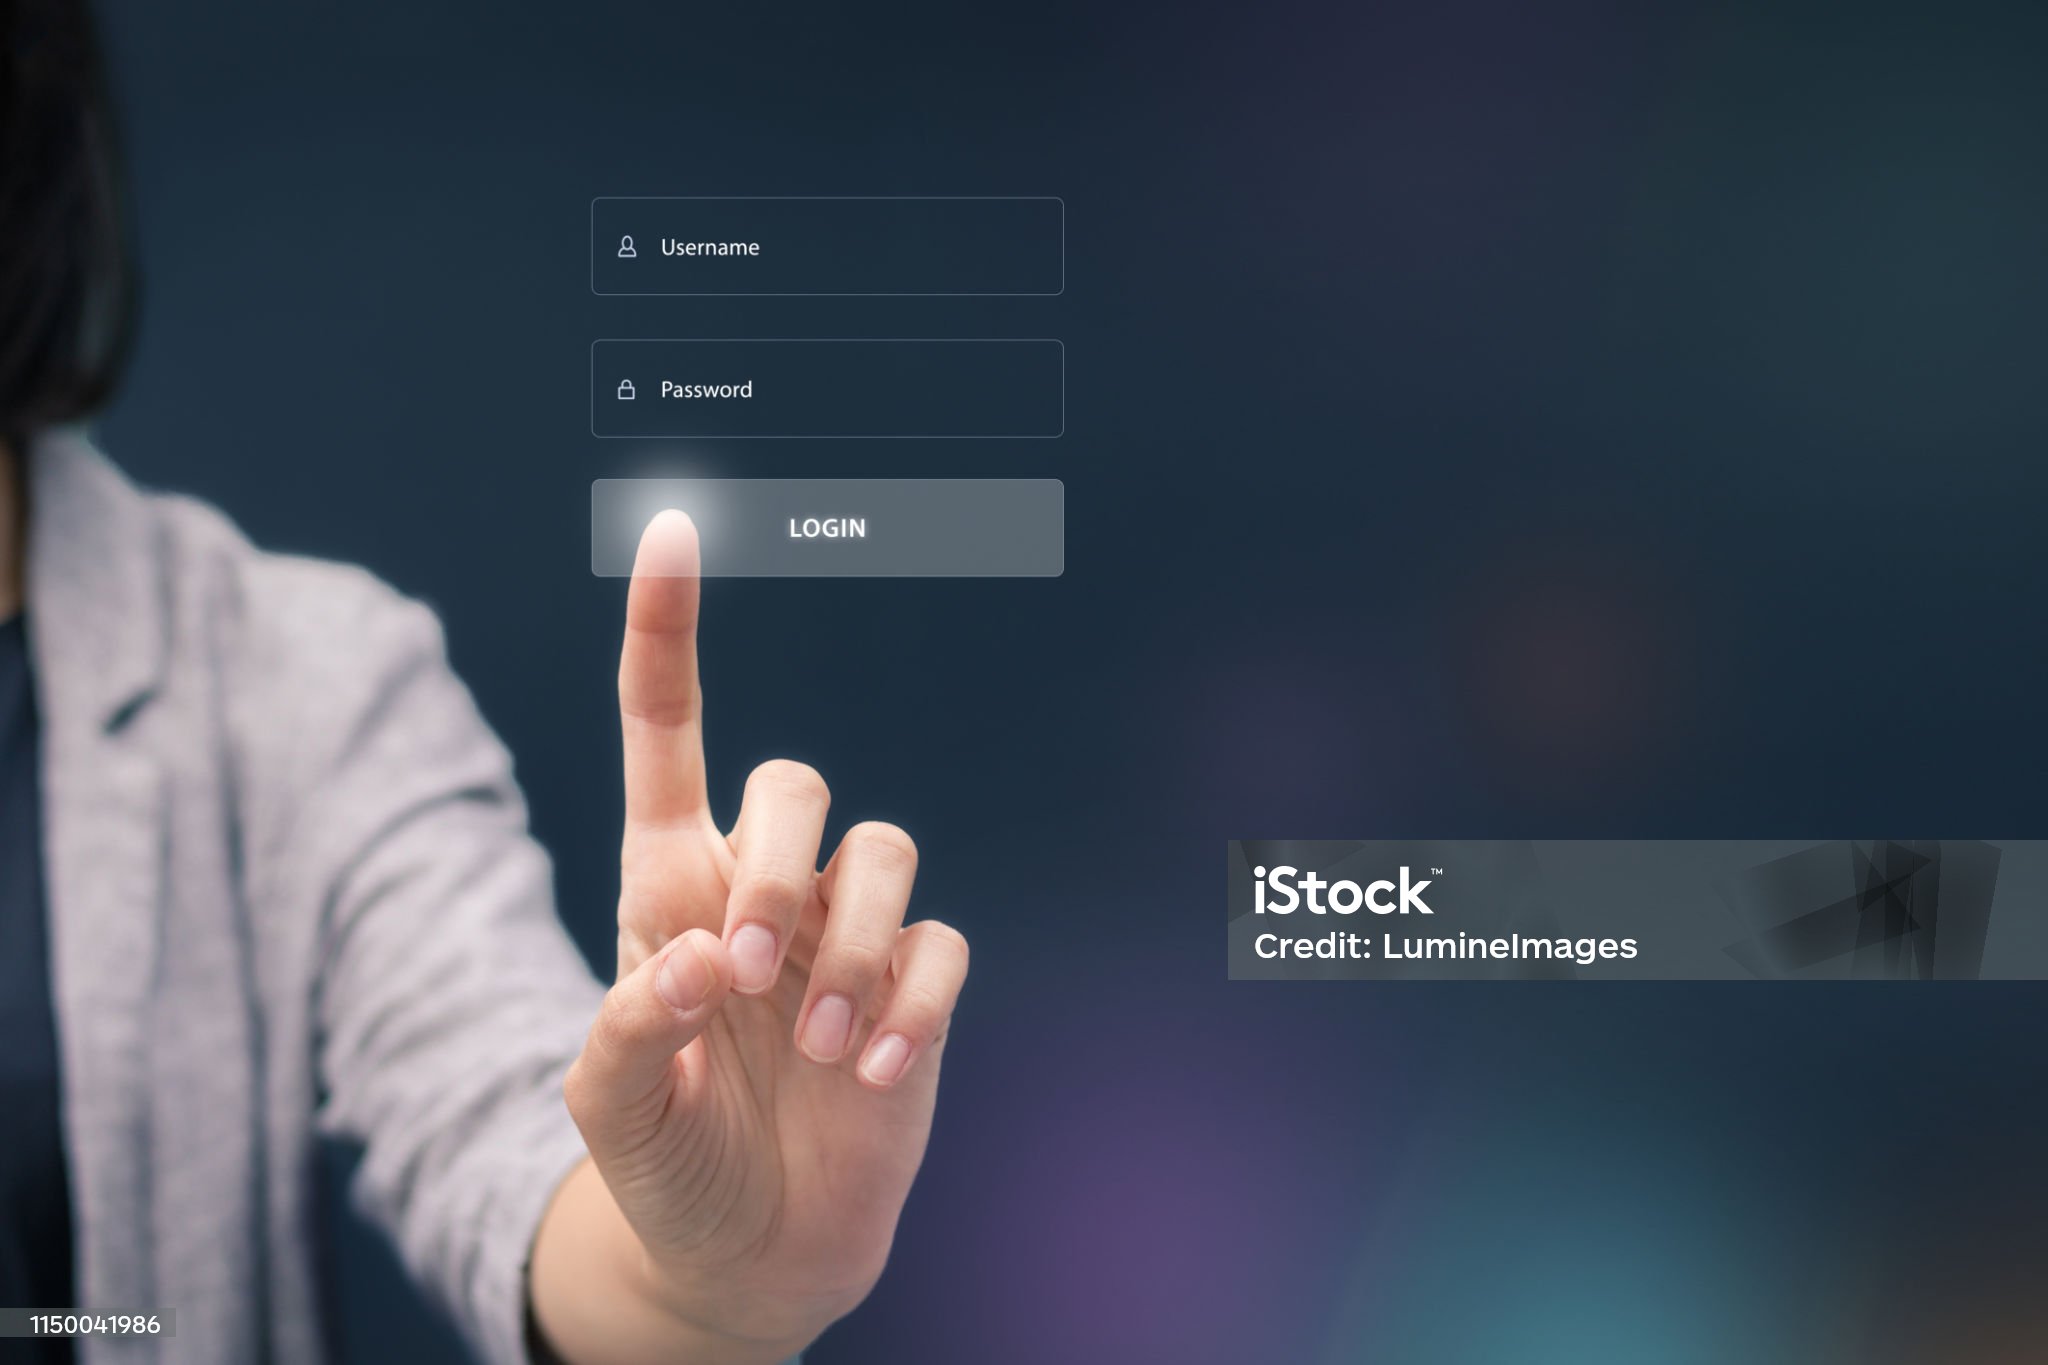 Username
Password
LOGIN
iStock™
Credit: LumineImages
1150041986